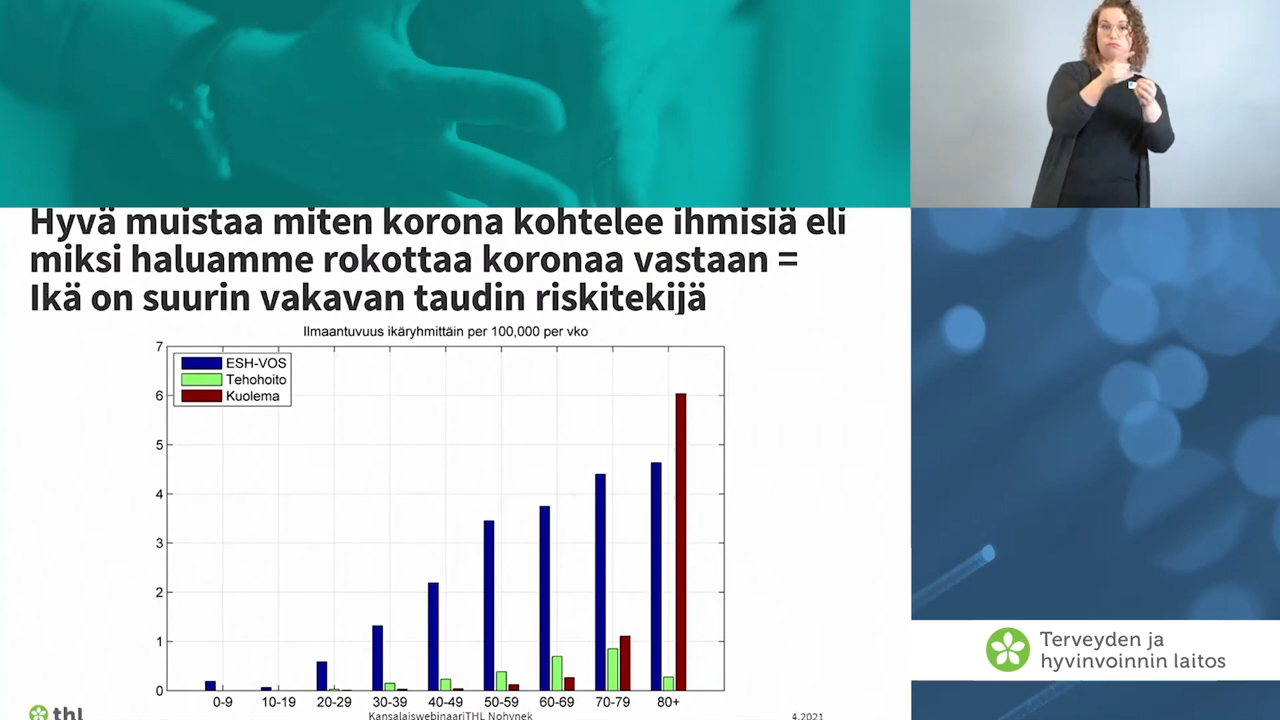 Hyvä muistaa miten korona kohtelee ihmisiä eli
miksi haluamme rokottaa koronaa vastaan =
Ikä on suurin vakavan taudin riskitekijä
Ilmaantuvuus ikäryhmittäin per 100,000 per vko
7
6
5
4
3
2
1
0
ESH-VOS
Tehohoito
Kuolema
0-9 10-19 20-29 30-39 40-49 50-59 60-69 70-79 80+
thl
KansalaiswebinaariTHL Nohynek
4.2021
Terveyden ja
hyvinvoinnin laitos